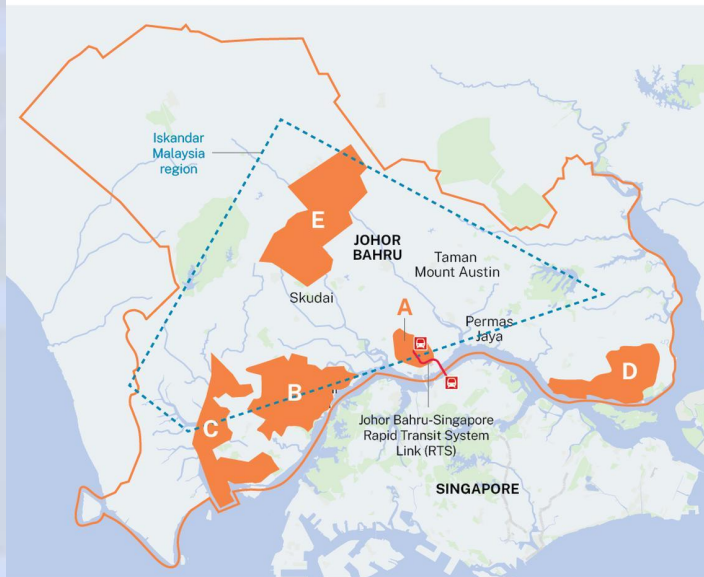 Iskandar
Malaysia
region
E
JOHOR
BAHRU
Taman
Mount Austin
Skudai
A
Permas
Jaya
B
D
C
Johor Bahru-Singapore
Rapid Transit System
Link (RTS)
SINGAPORE